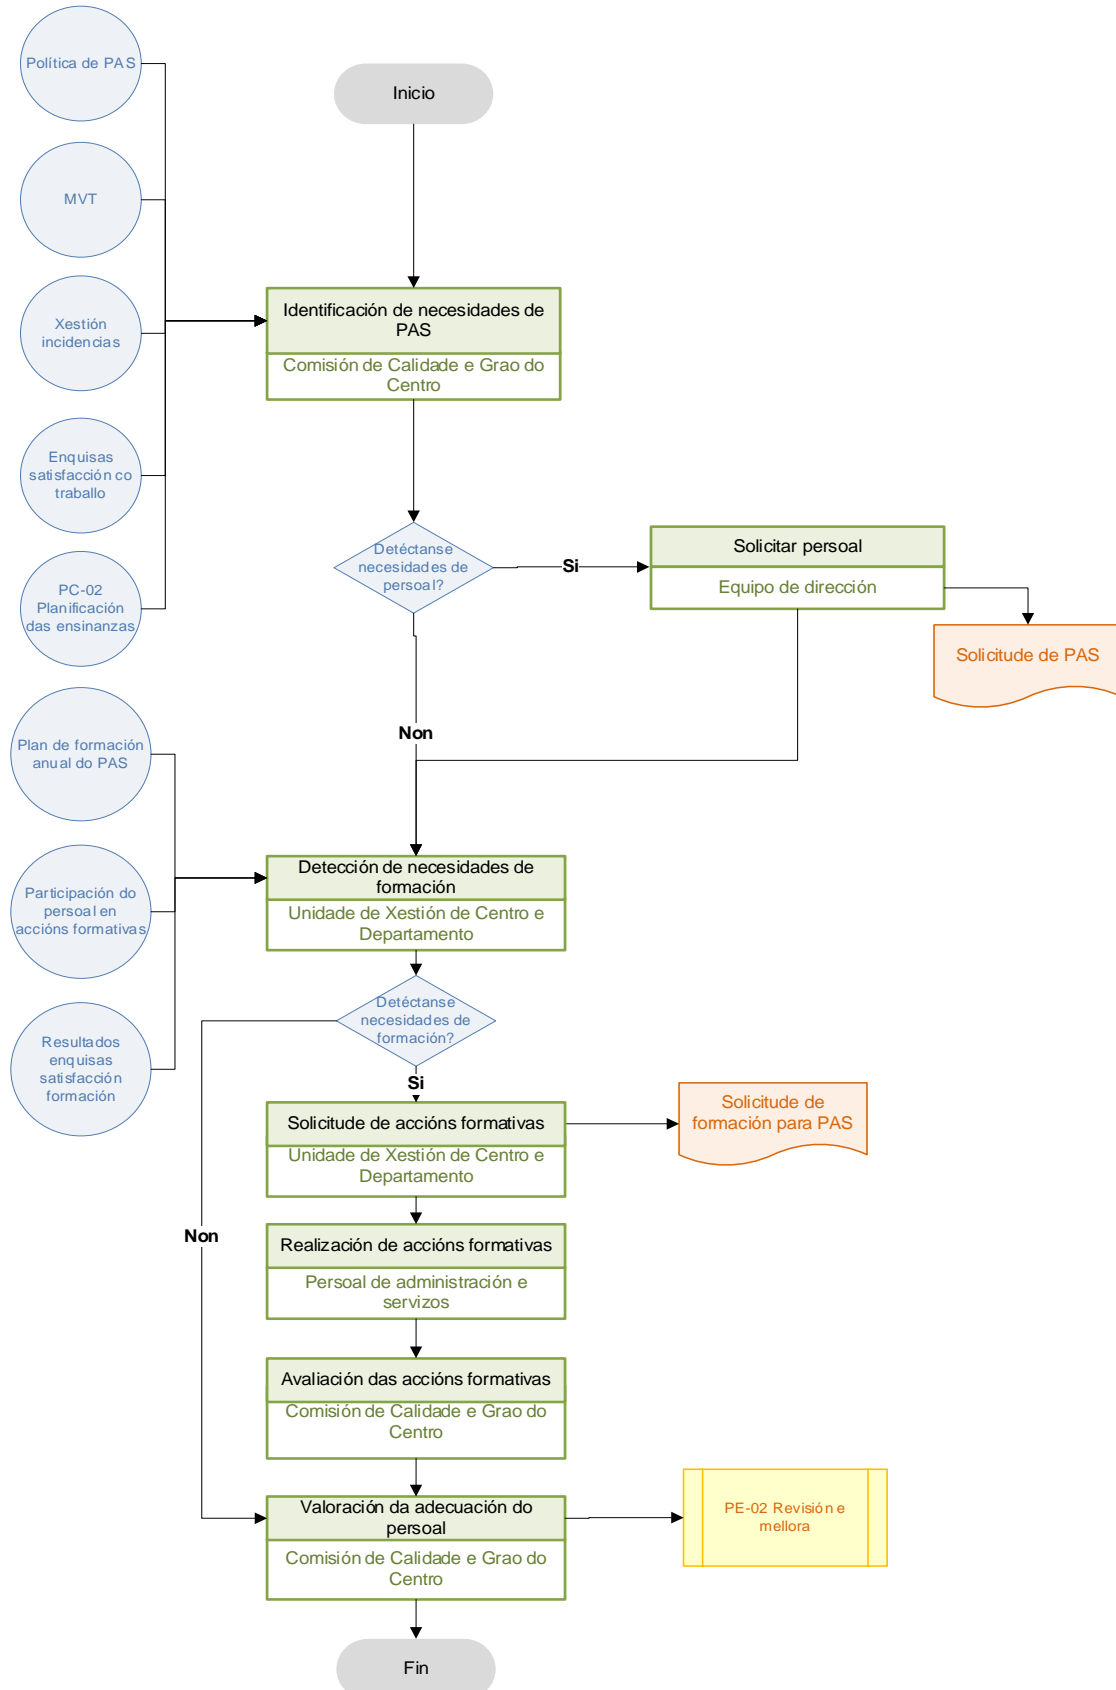 Política de PAS
Inicio
MVT
Xestión
incidencias
Identificación de necesidades de
PAS
Comisión de Calidade e Grao do
Centro
Enquisas
satisfacción co
traballo
PC-02
Planificación
das ensinanzas
Detéctanse
necesidades de
persoal?
Si
Solicitar persoal
Equipo de dirección
Solicitude de PAS
Non
Plan de formación
anual do PAS
Participación do
persoal en
accións formativas
Resultados
enquisas
satisfacción
formación
Detección de necesidades de
formación
Unidade de Xestión de Centro e
Departamento
Detéctanse
necesidades de
formación?
Si
Solicitude de accións formativas
Unidade de Xestión de Centro e
Departamento
Solicitude de
formación para PAS
Non
Realización de accións formativas
Persoal de administración e
servizos
Avaliación das accións formativas
Comisión de Calidade e Grao do
Centro
Valoración da adecuación do
persoal
Comisión de Calidade e Grao do
Centro
PE-02 Revisión e
mellora
Fin